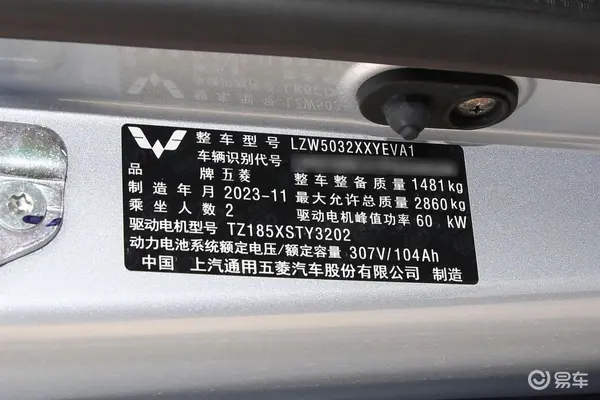 整车型号 LZW5032XXYEVA1
车辆识别代号
品牌 五菱 整车整备质量 1481kg
制造年月 2023-11 最大允许总质量 2860kg
乘坐人数 2 驱动电机峰值功率 60 kW
驱动电机型号 TZ185XSTY3202
动力电池系统额定电压/额定容量 307V/104Ah
中国 上汽通用五菱汽车股份有限公司 制造
易车